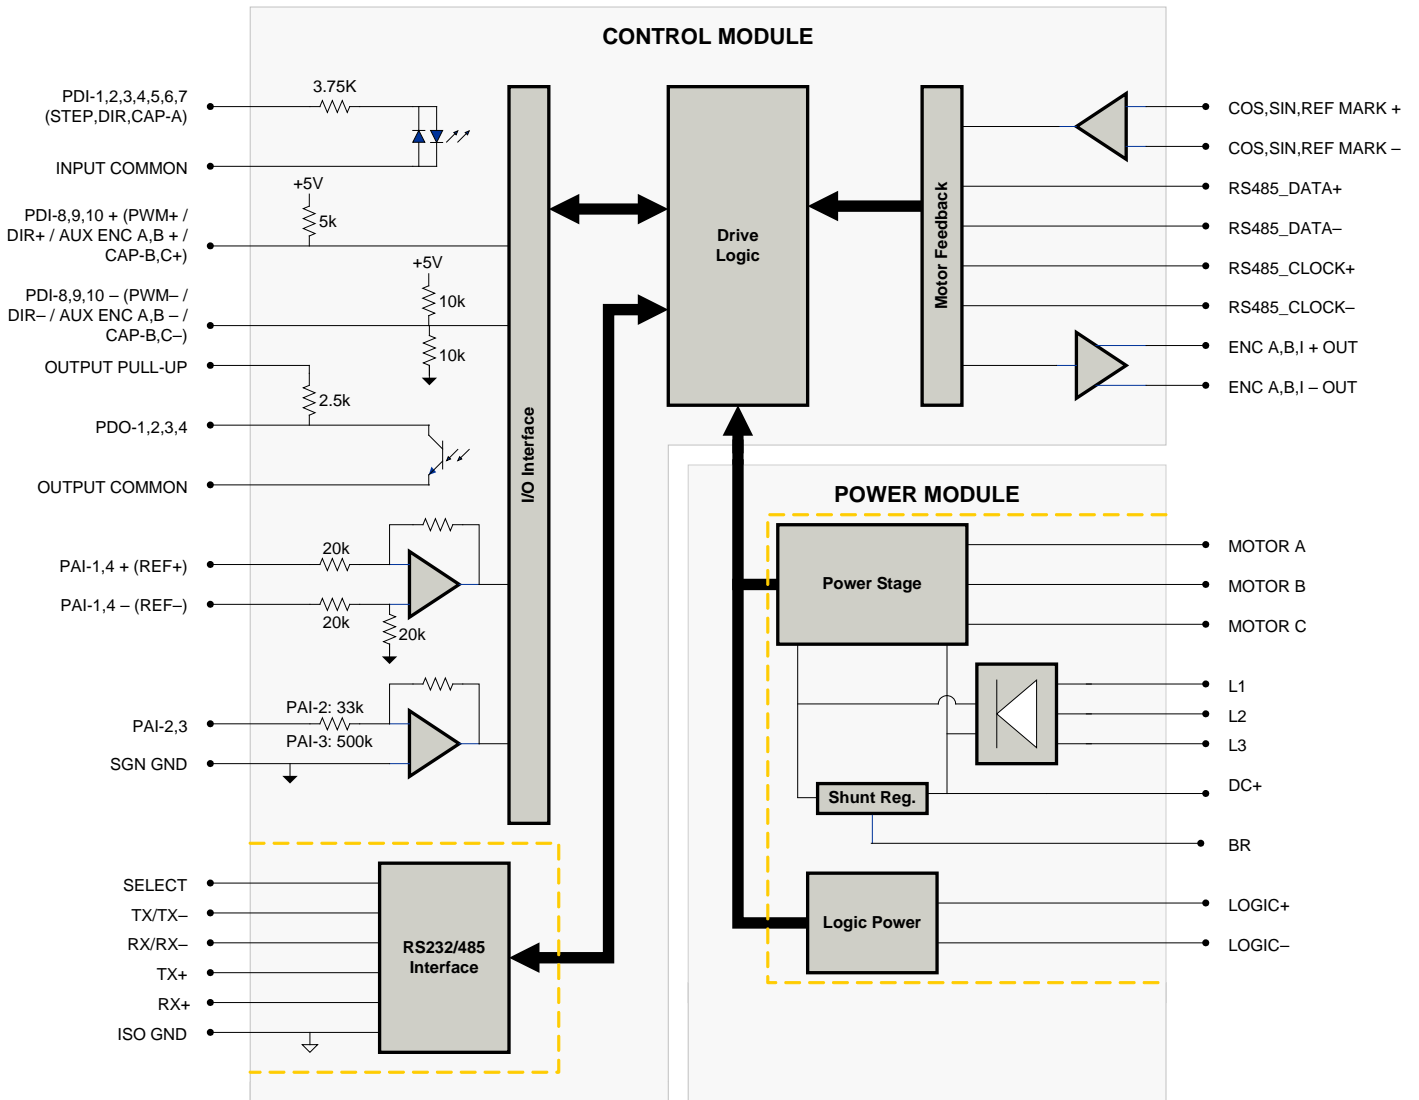 CONTROL MODULE
PDI-1,2,3,4,5,6,7
(STEP,DIR,CAP-A)
3.75K
INPUT COMMON
+5V
5k
PDI-8,9,10 + (PWM+ /
DIR+ / AUX ENC A,B + /
CAP-B,C+)
+5V
10k
PDI-8,9,10 – (PWM– /
DIR– / AUX ENC A,B – /
CAP-B,C–)
10k
OUTPUT PULL-UP
2.5k
PDO-1,2,3,4
OUTPUT COMMON
20k
PAI-1,4 + (REF+)
PAI-1,4 – (REF–)
20k
20k
PAI-2: 33k
PAI-2,3
PAI-3: 500k
SGN GND
I/O Interface
SELECT
TX/TX–
RX/RX–
TX+
RX+
ISO GND
RS232/485
Interface
Drive
Logic
Motor Feedback
COS,SIN,REF MARK +
COS,SIN,REF MARK –
RS485_DATA+
RS485_DATA–
RS485_CLOCK+
RS485_CLOCK–
ENC A,B,I + OUT
ENC A,B,I – OUT
POWER MODULE
Power Stage
MOTOR A
MOTOR B
MOTOR C
L1
L2
L3
DC+
Shunt Reg.
BR
Logic Power
LOGIC+
LOGIC–